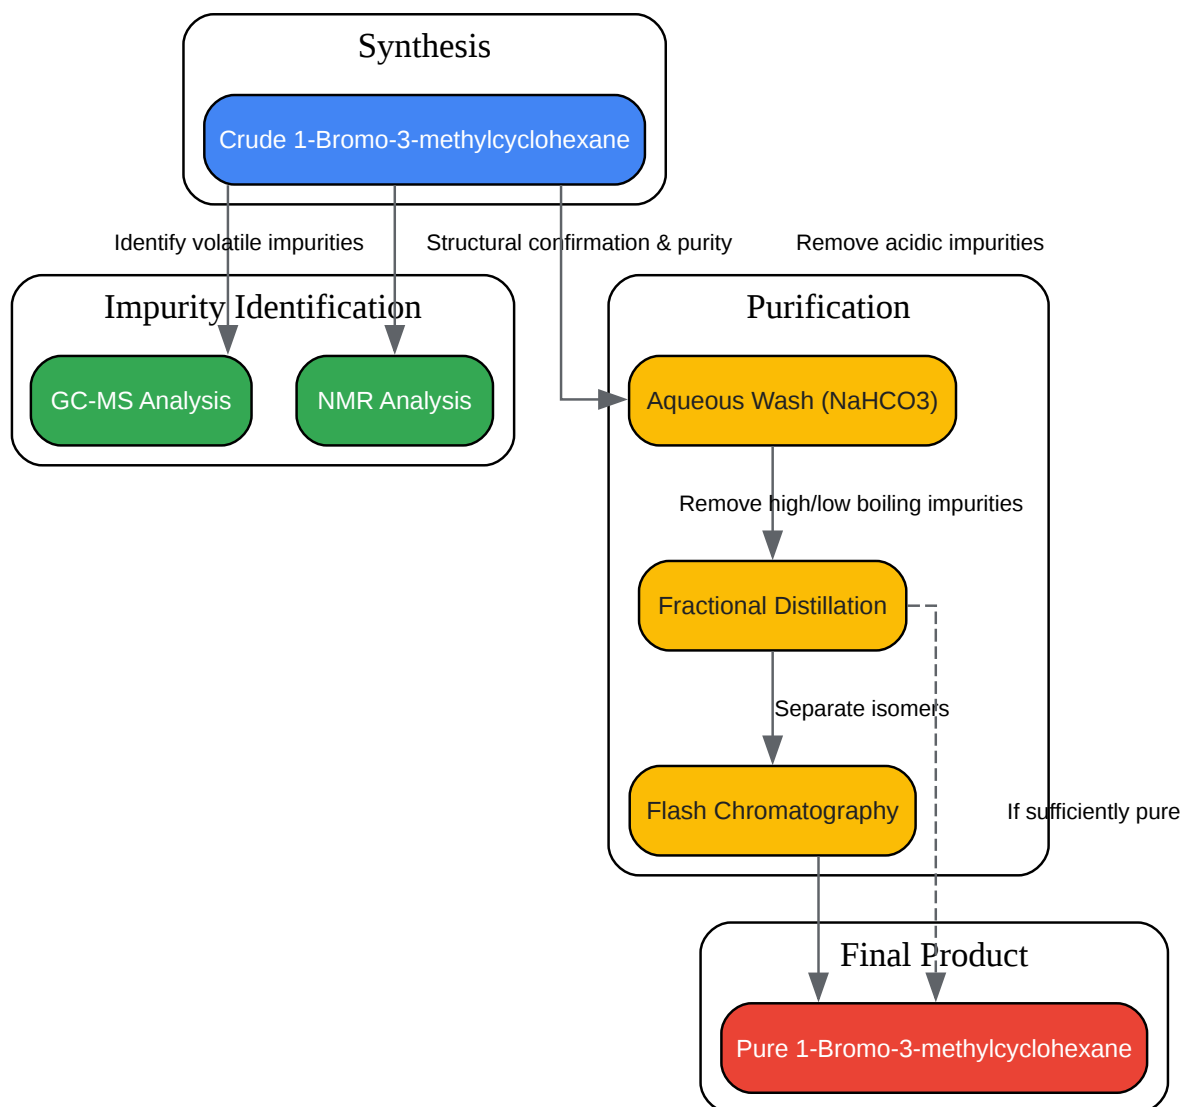 Synthesis
Crude 1-Bromo-3-methylcyclohexane
Identify volatile impurities
Structural confirmation & purity
Remove acidic impurities
Impurity Identification
Purification
GC-MS Analysis
NMR Analysis
Aqueous Wash (NaHCO3)
Remove high/low boiling impurities
Fractional Distillation
Separate isomers
Flash Chromatography
If sufficiently pure
Final Product
Pure 1-Bromo-3-methylcyclohexane